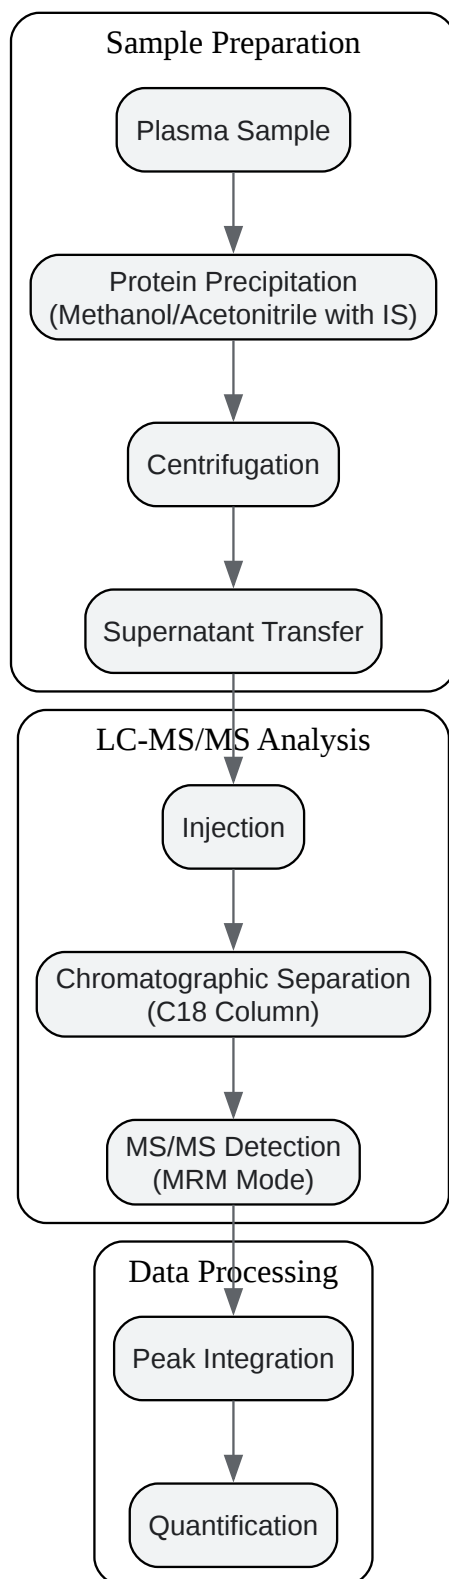 Sample Preparation
Plasma Sample
Protein Precipitation
(Methanol/Acetonitrile with IS)
Centrifugation
Supernatant Transfer
LC-MS/MS Analysis
Injection
Chromatographic Separation
(C18 Column)
MS/MS Detection
(MRM Mode)
Data Processing
Peak Integration
Quantification